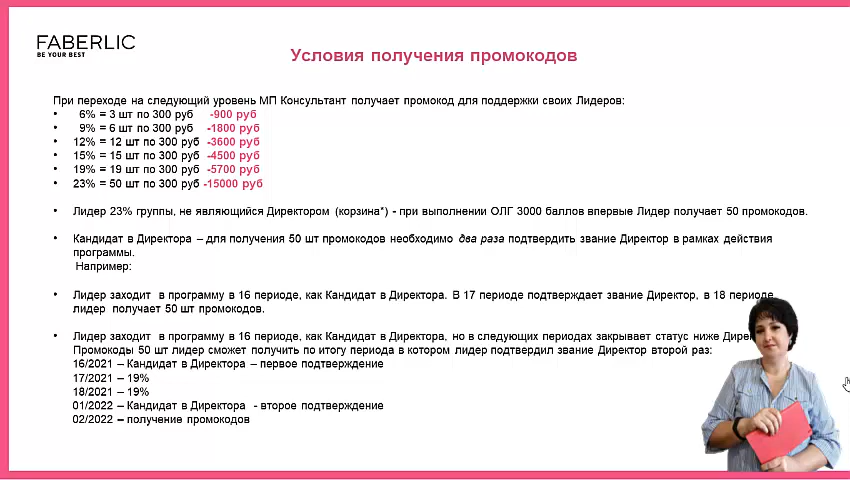 FABERLIC
BE YOUR BEST
Условия получения промокодов
При переходе на следующий уровень МП Консультант получает промокод для поддержки своих Лидеров:
• 6% = 3 шт по 300 руб -900 руб
• 9% = 6 шт по 300 руб -1800 руб
• 12% = 12 шт по 300 руб -3600 руб
• 15% = 15 шт по 300 руб -4500 руб
• 19% = 19 шт по 300 руб -5700 руб
• 23% = 50 шт по 300 руб -15000 руб
• Лидер 23% группы, не являющийся Директором (корзина*) - при выполнении ОЛГ 3000 баллов впервые Лидер получает 50 промокодов.
• Кандидат в Директора – для получения 50 шт промокодов необходимо два раза подтвердить звание Директор в рамках действия
программы.
Например:
• Лидер заходит в программу в 16 периоде, как Кандидат в Директора. В 17 периоде подтверждает звание Директор, в 18 периоде
лидер получает 50 шт промокодов.
• Лидер заходит в программу в 16 периоде, как Кандидат в Директора, но в следующих периодах закрывает статус ниже
Промокоды 50 шт лидер сможет получить по итогу периода в котором лидер подтвердил звание Директор второй раз:
16/2021 – Кандидат в Директора – первое подтверждение
17/2021 – 19%
18/2021 – 19%
01/2022 – Кандидат в Директора - второе подтверждение
02/2022 – получение промокодов